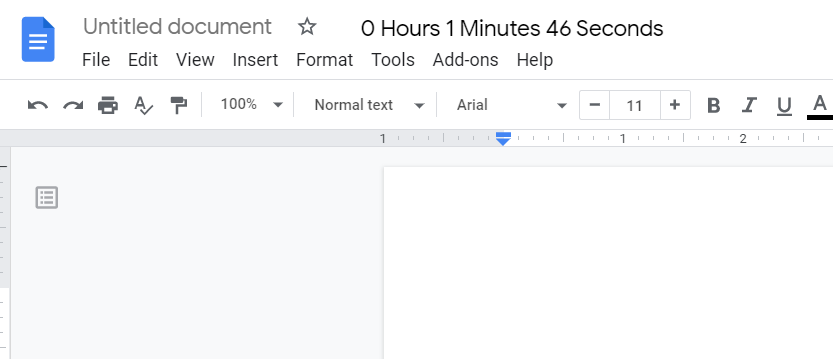 Untitled document 0 Hours 1 Minutes 46 Seconds
File Edit View Insert Format Tools Add-ons Help
100% Normal text Arial 11 B I U A
1 1 2